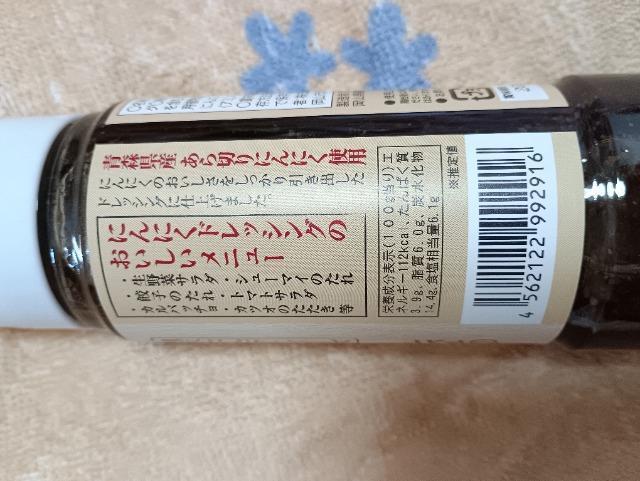 青森県産 あら切りにんにく使用
にんにくのおいしさをしっかり引き出した
ドレッシングに仕上げました。
にんにくドレッシングの
おいしいメニュー
・生野菜サラダ・シューマイのたれ
・餃子のたれ・トマトサラダ
・カルパッチョ・カツオのたたき等
栄養成分表示(100g当り)エ
ネルギー112kcal、たんぱく質
3.9g、脂質6.0g、炭水化物
14.4g、食塩相当量6.1g
※推定値
4 562122 992916